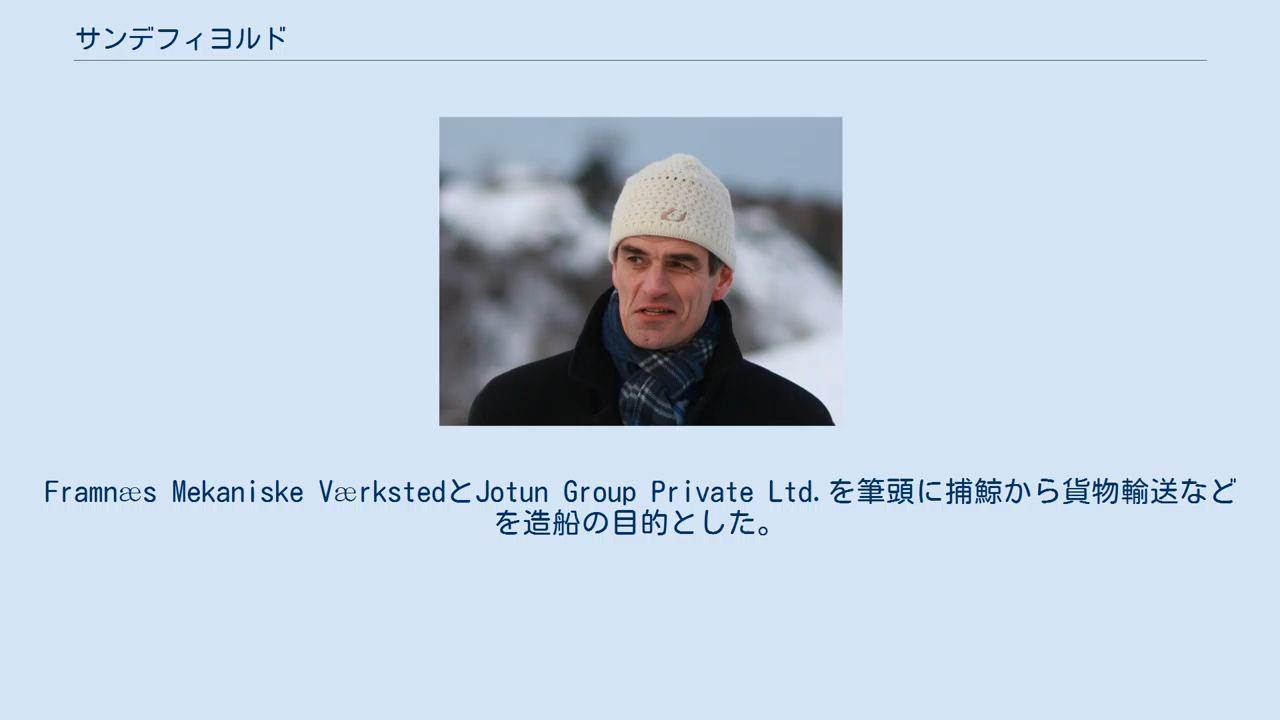 サンデフィヨルド
Framnæs Mekaniske VærkstedとJotun Group Private Ltd.を筆頭に捕鯨から貨物輸送など
を造船の目的とした。